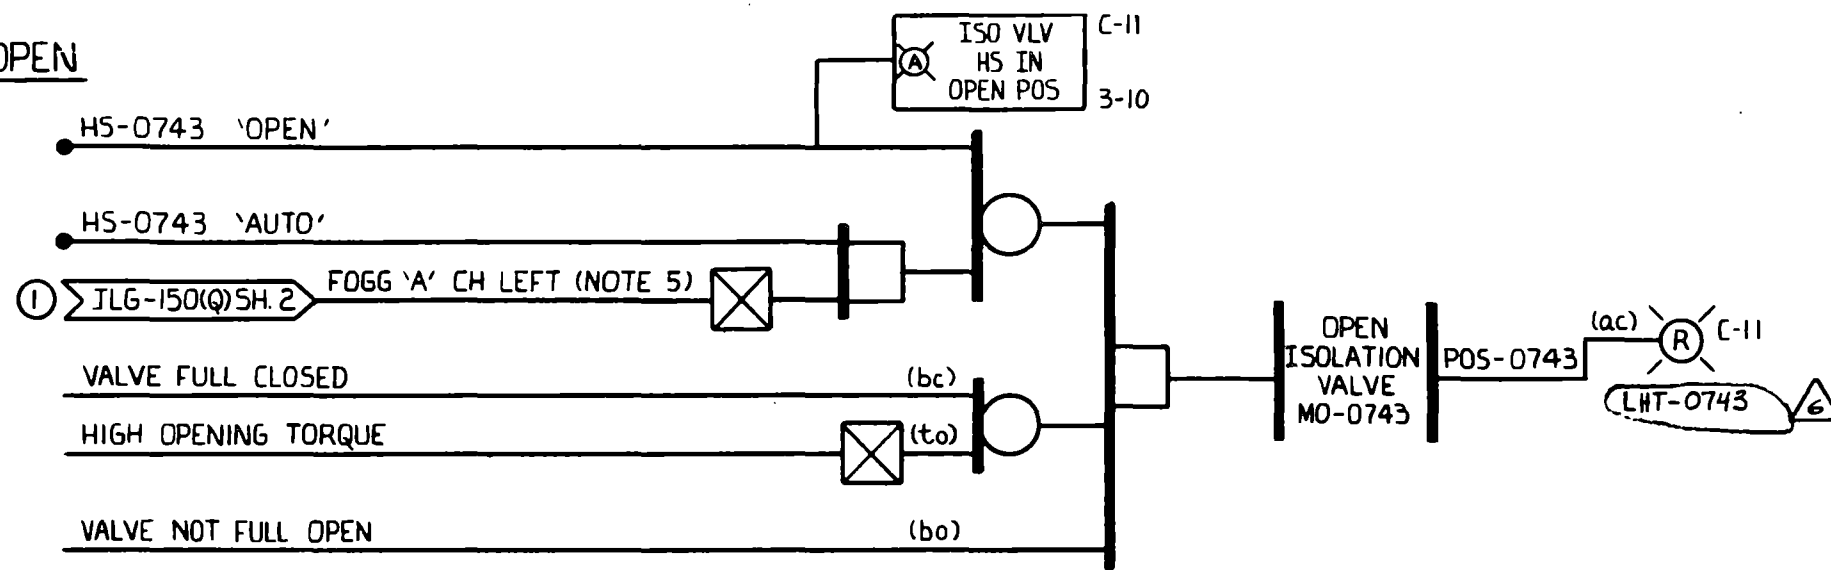 OPEN
ISO VLV
HS IN
OPEN POS
C-11
3-10
A
HS-0743 'OPEN'
HS-0743 'AUTO'
1
JLG-150(Q)SH. 2
FOGG 'A' CH LEFT (NOTE 5)
VALVE FULL CLOSED
(bc)
HIGH OPENING TORQUE
(to)
VALVE NOT FULL OPEN
(bo)
OPEN
ISOLATION
VALVE
MO-0743
POS-0743
(ac)
R
C-11
LHT-0743
6